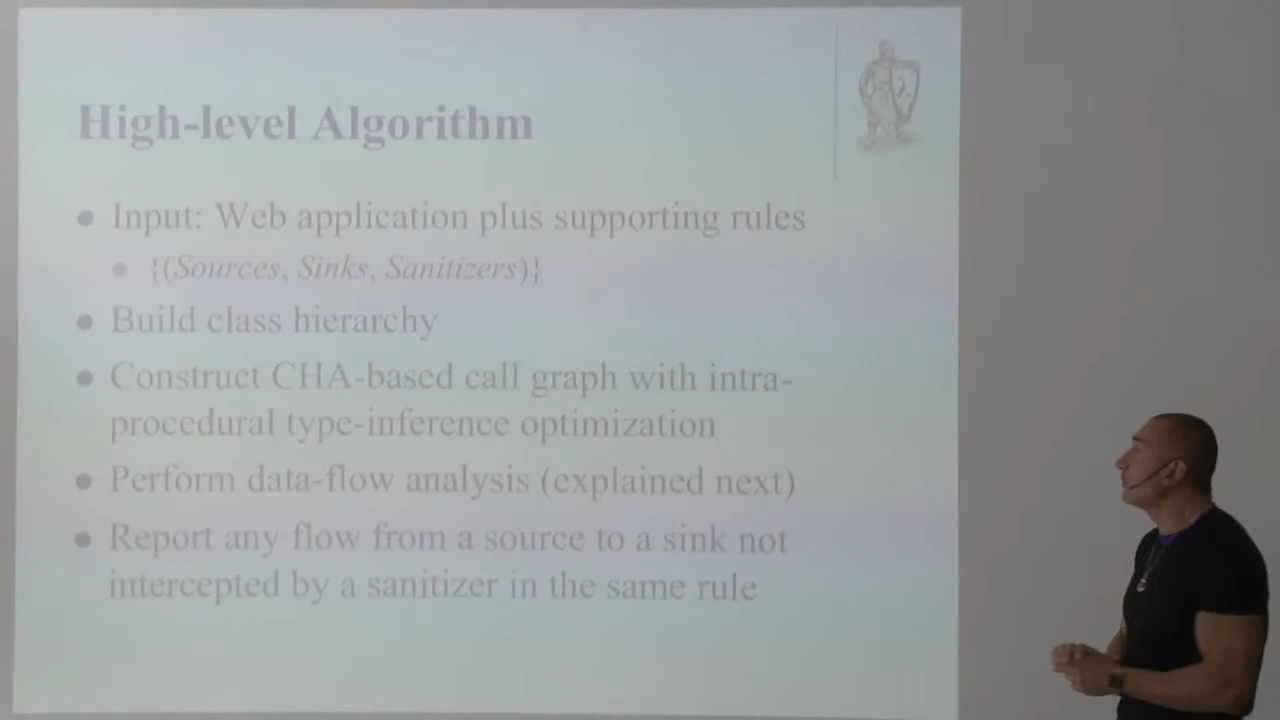 High-level Algorithm
λ
• Input: Web application plus supporting rules
• {(Sources, Sinks, Sanitizers)}
• Build class hierarchy
• Construct CHA-based call graph with intra-
procedural type-inference optimization
• Perform data-flow analysis (explained next)
• Report any flow from a source to a sink not
intercepted by a sanitizer in the same rule